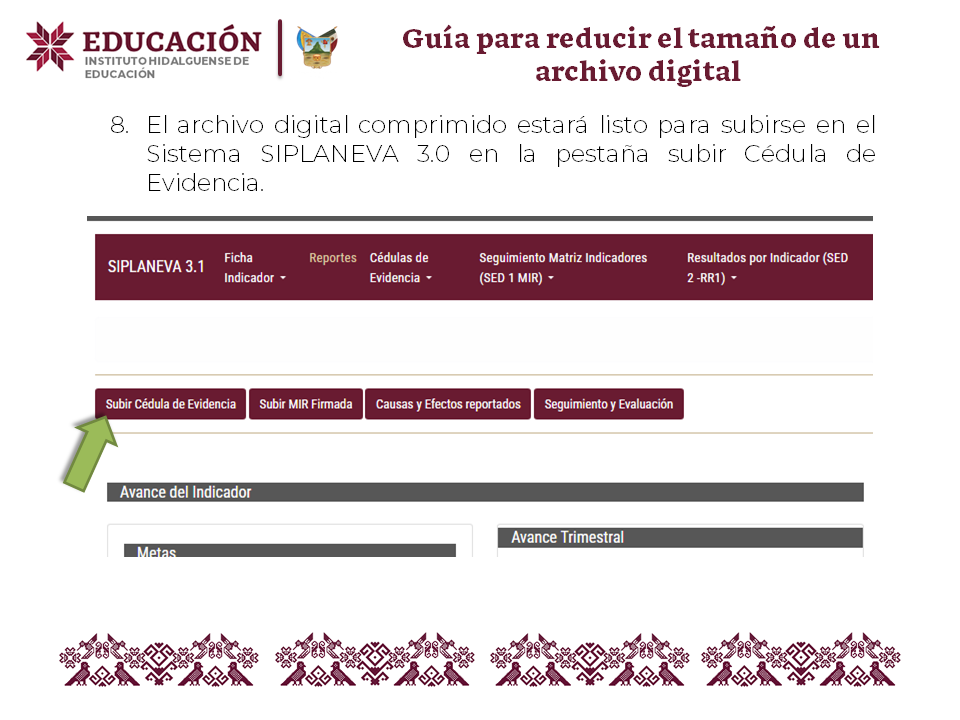 EDUCACIÓN
INSTITUTO HIDALGUENSE DE
EDUCACIÓN
Guía para reducir el tamaño de un
archivo digital
8. El archivo digital comprimido estará listo para subirse en el
Sistema SIPLANEVA 3.0 en la pestaña subir Cédula de
Evidencia.
SIPLANEVA 3.1
Ficha
Indicador
Reportes
Cédulas de
Evidencia
Seguimiento Matriz Indicadores
(SED 1 MIR)
Resultados por Indicador (SED
2 -RR1)
Subir Cédula de Evidencia
Subir MIR Firmada
Causas y Efectos reportados
Seguimiento y Evaluación
Avance del Indicador
Metas
Avance Trimestral